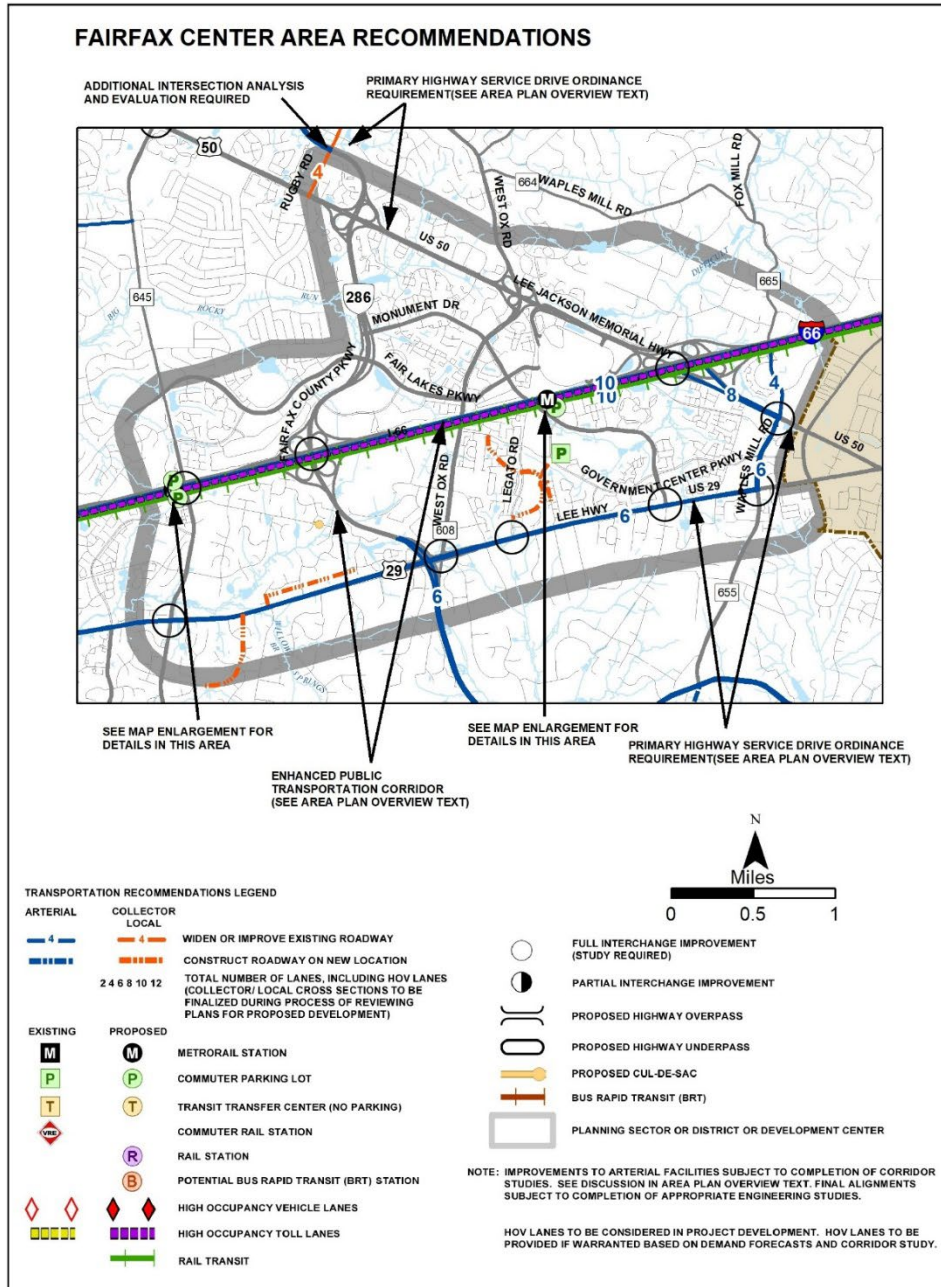 FAIRFAX CENTER AREA RECOMMENDATIONS
ADDITIONAL INTERSECTION ANALYSIS
AND EVALUATION REQUIRED
PRIMARY HIGHWAY SERVICE DRIVE ORDINANCE
REQUIREMENT(SEE AREA PLAN OVERVIEW TEXT)
50
RUGBY RD
4
WEST OX RD
664
WAPLES MILL RD
FOX MILL RD
US 50
DIFFICULT
645
BIG
ROCKY
RUN
286
MONUMENT DR
LEE JACKSON MEMORIAL HWY
665
66
FAIRFAX COUNTY PKWY
FAIR LAKES PKWY
10
10
8
4
I-66
M
P
P
P
P
WEST OX RD
LEGATO RD
GOVERNMENT CENTER PKWY
WAPLES MILL RD
6
US 50
US 29
LEE HWY
6
608
29
6
655
WILLOW
SPRINGS
BR
SEE MAP ENLARGEMENT FOR
DETAILS IN THIS AREA
SEE MAP ENLARGEMENT FOR
DETAILS IN THIS AREA
PRIMARY HIGHWAY SERVICE DRIVE ORDINANCE
REQUIREMENT(SEE AREA PLAN OVERVIEW TEXT)
ENHANCED PUBLIC
TRANSPORTATION CORRIDOR
(SEE AREA PLAN OVERVIEW TEXT)
N
Miles
0 0.5 1
TRANSPORTATION RECOMMENDATIONS LEGEND
ARTERIAL
COLLECTOR
LOCAL
4 4 WIDEN OR IMPROVE EXISTING ROADWAY
CONSTRUCT ROADWAY ON NEW LOCATION
2 4 6 8 10 12 TOTAL NUMBER OF LANES, INCLUDING HOV LANES
(COLLECTOR/ LOCAL CROSS SECTIONS TO BE
FINALIZED DURING PROCESS OF REVIEWING
PLANS FOR PROPOSED DEVELOPMENT)
EXISTING PROPOSED
M M METRORAIL STATION
P P COMMUTER PARKING LOT
T T TRANSIT TRANSFER CENTER (NO PARKING)
VRE COMMUTER RAIL STATION
R RAIL STATION
B POTENTIAL BUS RAPID TRANSIT (BRT) STATION
HIGH OCCUPANCY VEHICLE LANES
HIGH OCCUPANCY TOLL LANES
RAIL TRANSIT
FULL INTERCHANGE IMPROVEMENT
(STUDY REQUIRED)
PARTIAL INTERCHANGE IMPROVEMENT
PROPOSED HIGHWAY OVERPASS
PROPOSED HIGHWAY UNDERPASS
PROPOSED CUL-DE-SAC
BUS RAPID TRANSIT (BRT)
PLANNING SECTOR OR DISTRICT OR DEVELOPMENT CENTER
NOTE: IMPROVEMENTS TO ARTERIAL FACILITIES SUBJECT TO COMPLETION OF CORRIDOR
STUDIES. SEE DISCUSSION IN AREA PLAN OVERVIEW TEXT. FINAL ALIGNMENTS
SUBJECT TO COMPLETION OF APPROPRIATE ENGINEERING STUDIES.
HOV LANES TO BE CONSIDERED IN PROJECT DEVELOPMENT. HOV LANES TO BE
PROVIDED IF WARRANTED BASED ON DEMAND FORECASTS AND CORRIDOR STUDY.